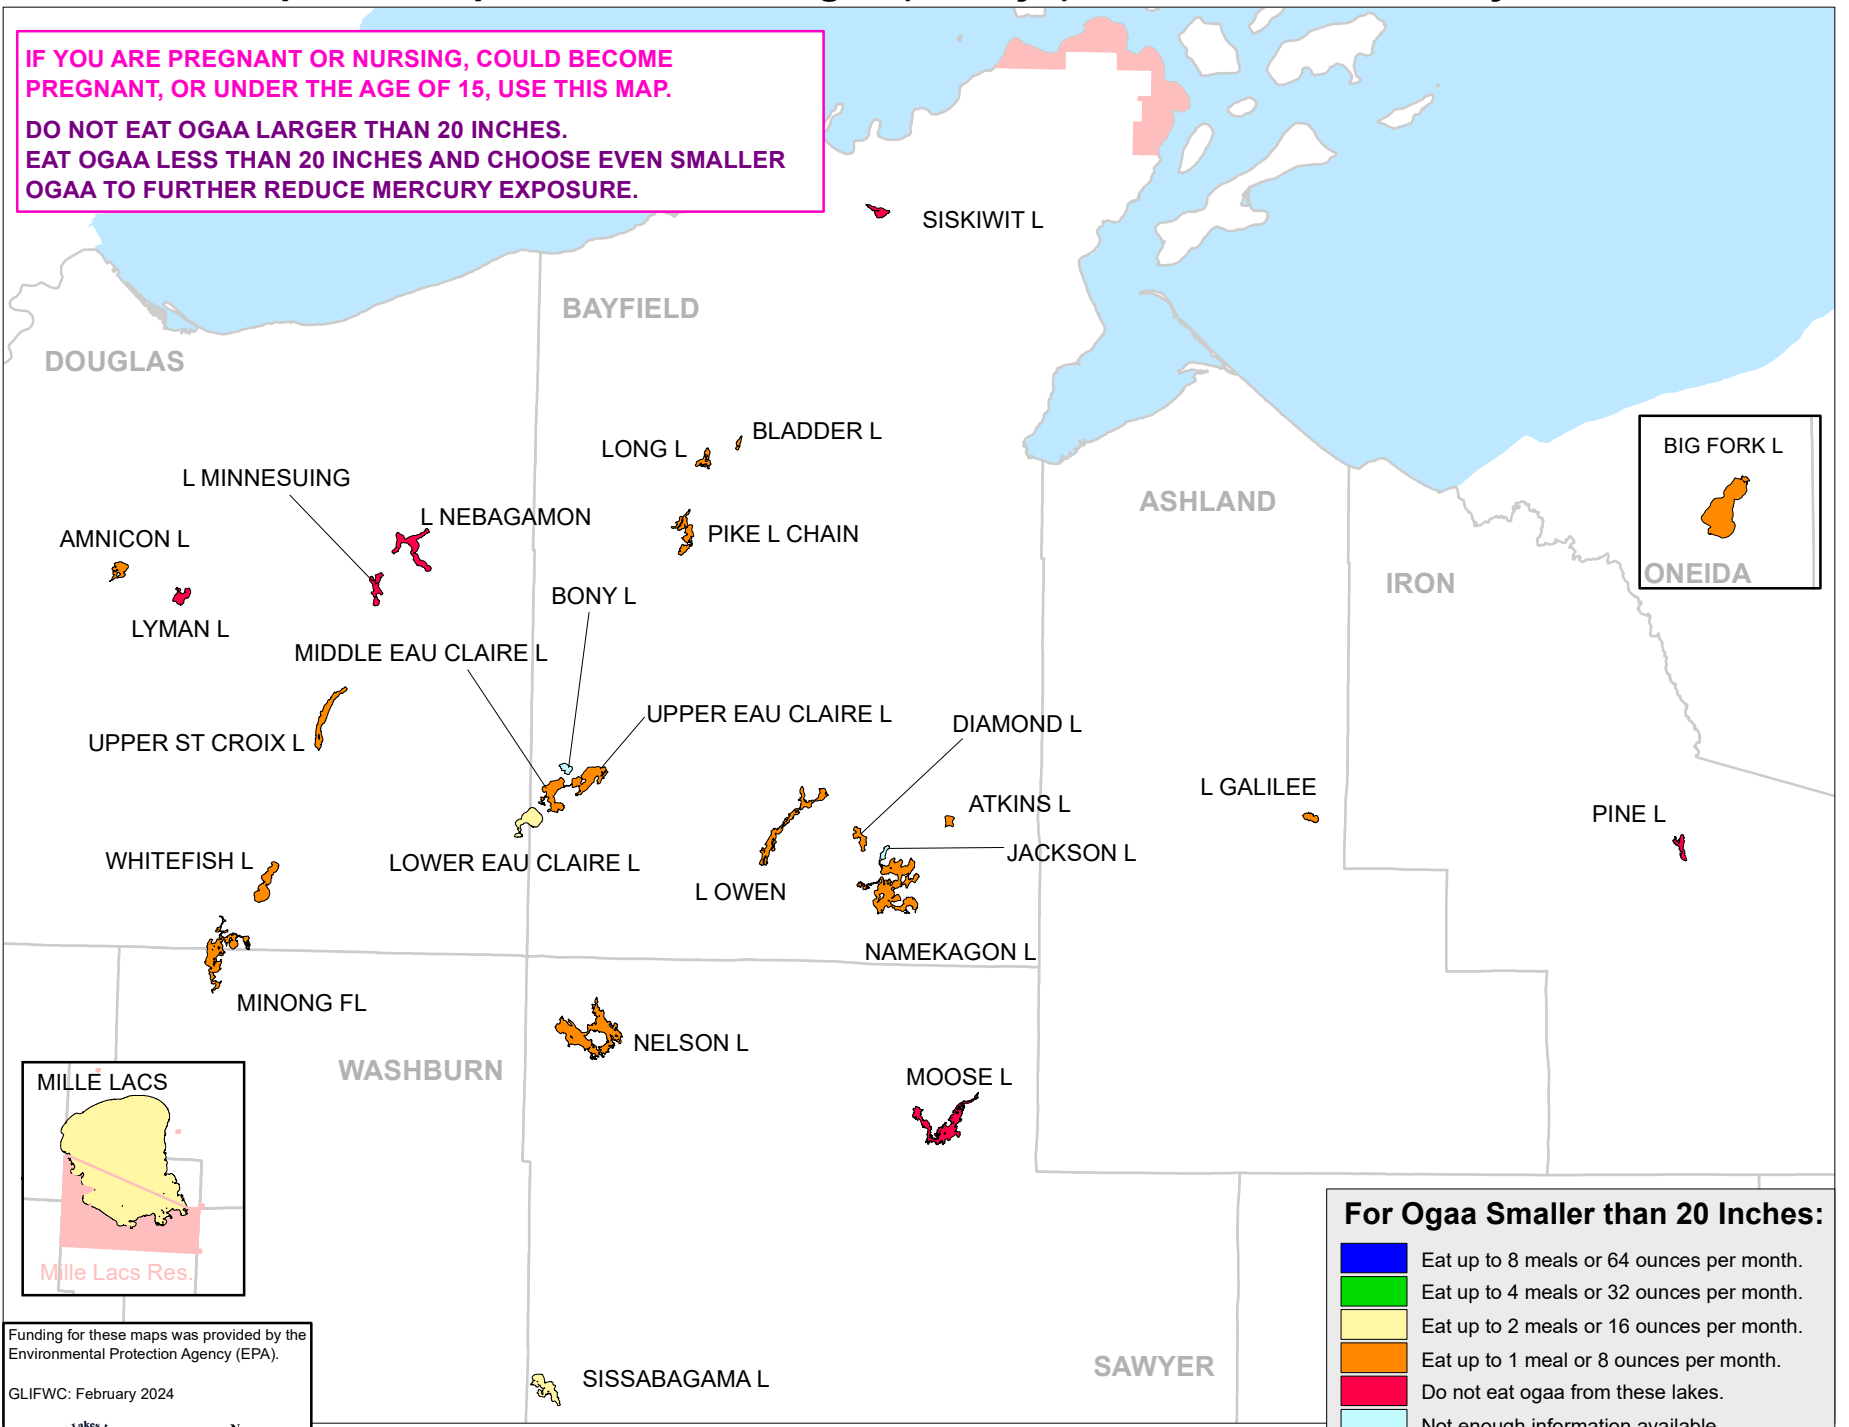 IF YOU ARE PREGNANT OR NURSING, COULD BECOME
PREGNANT, OR UNDER THE AGE OF 15, USE THIS MAP.
DO NOT EAT OGAA LARGER THAN 20 INCHES.
EAT OGAA LESS THAN 20 INCHES AND CHOOSE EVEN SMALLER
OGAA TO FURTHER REDUCE MERCURY EXPOSURE.
SISKIWIT L
BAYFIELD
DOUGLAS
BLADDER L
LONG L
BIG FORK L
L MINNESUING
ASHLAND
L NEBAGAMON
PIKE L CHAIN
AMNICON L
ONEIDA
IRON
BONY L
LYMAN L
MIDDLE EAU CLAIRE L
UPPER EAU CLAIRE L
DIAMOND L
UPPER ST CROIX L
L GALILEE
ATKINS L
PINE L
JACKSON L
WHITEFISH L
LOWER EAU CLAIRE L
L OWEN
NAMEKAGON L
MINONG FL
NELSON L
WASHBURN
MOOSE L
MILLE LACS
Mille Lacs Res.
For Ogaa Smaller than 20 Inches:
Eat up to 8 meals or 64 ounces per month.
Eat up to 4 meals or 32 ounces per month.
Eat up to 2 meals or 16 ounces per month.
Eat up to 1 meal or 8 ounces per month.
Do not eat ogaa from these lakes.
Not enough information available
Funding for these maps was provided by the
Environmental Protection Agency (EPA).
GLIFWC: February 2024
Lakes
N
SISSABAGAMA L
SAWYER